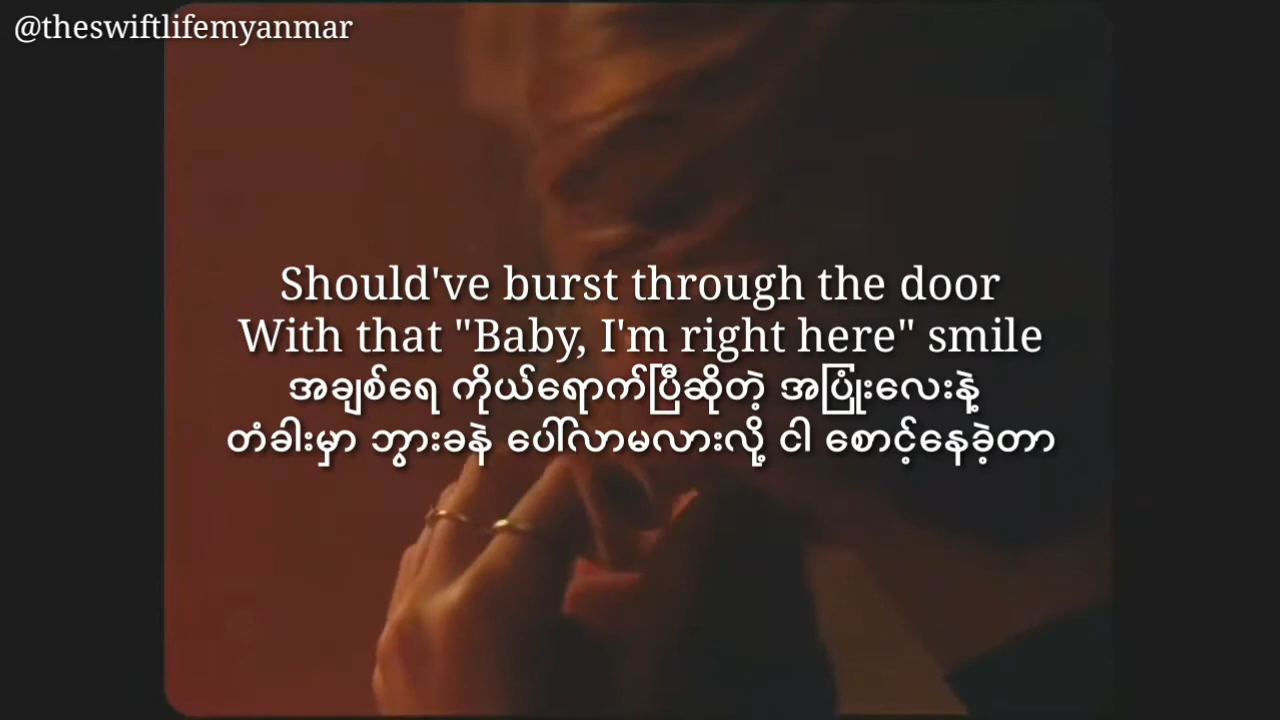 @theswiftlifemyanmar
Should've burst through the door
With that "Baby, I'm right here" smile
အချစ်ရေ ကိုယ်ရောက်ပြီဆိုတဲ့ အပြုံးလေးနဲ့
တံခါးမှာ ဘွားခနဲ ပေါ်လာမလားလို့ ငါ စောင့်နေခဲ့တာ